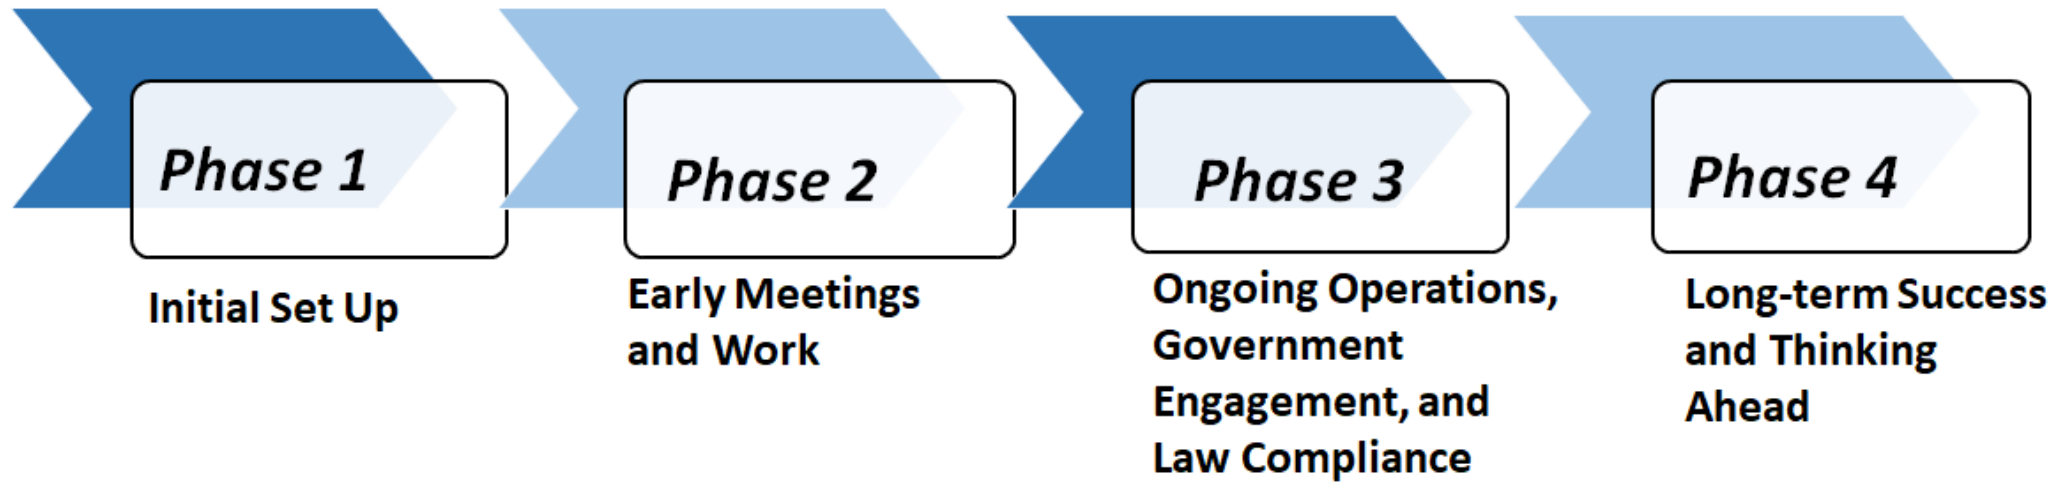 Phase 1
Initial Set Up
Phase 2
Early Meetings
and Work
Phase 3
Ongoing Operations,
Government
Engagement, and
Law Compliance
Phase 4
Long-term Success
and Thinking
Ahead